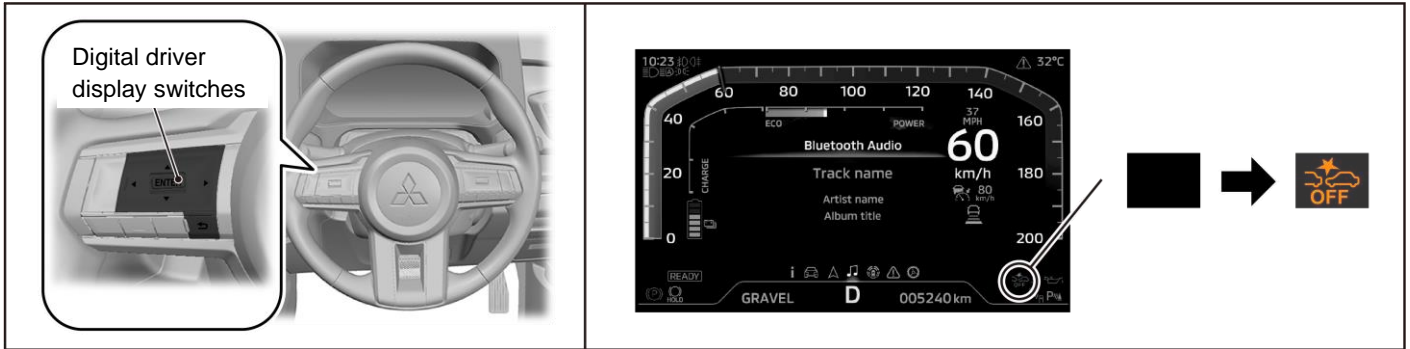 Digital driver
display switches
ENTER
10:23
32°C
60 80 100 120 140
40
ECO
POWER
37
MPH
160
Bluetooth Audio
60
km/h
CHARGE
20
Track name
180
80
km/h
Artist name
Album title
0
200
READY
OFF
HOLD
GRAVEL
D
005240 km
OFF